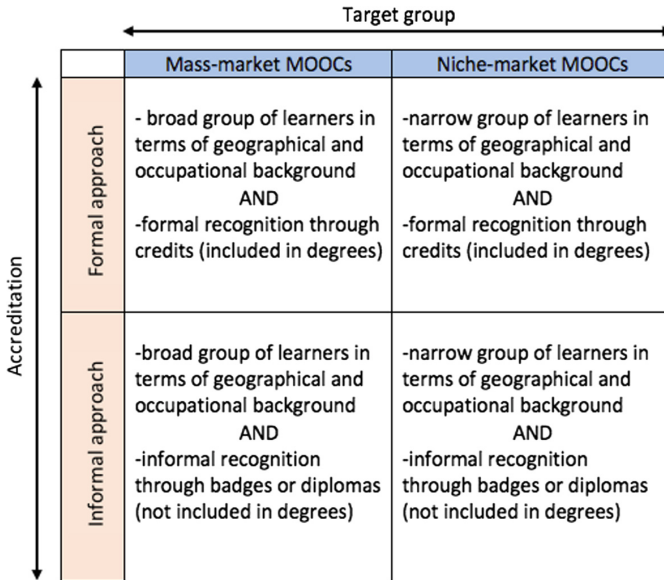 Target group
Mass-market MOOCs
Niche-market MOOCs
Accreditation
Formal approach
- broad group of learners in
terms of geographical and
occupational background
AND
-formal recognition through
credits (included in degrees)
-narrow group of learners in
terms of geographical and
occupational background
AND
-formal recognition through
credits (included in degrees)
Informal approach
-broad group of learners in
terms of geographical and
occupational background
AND
-informal recognition
through badges or diplomas
(not included in degrees)
-narrow group of learners in
terms of geographical and
occupational background
AND
-informal recognition
through badges or diplomas
(not included in degrees)